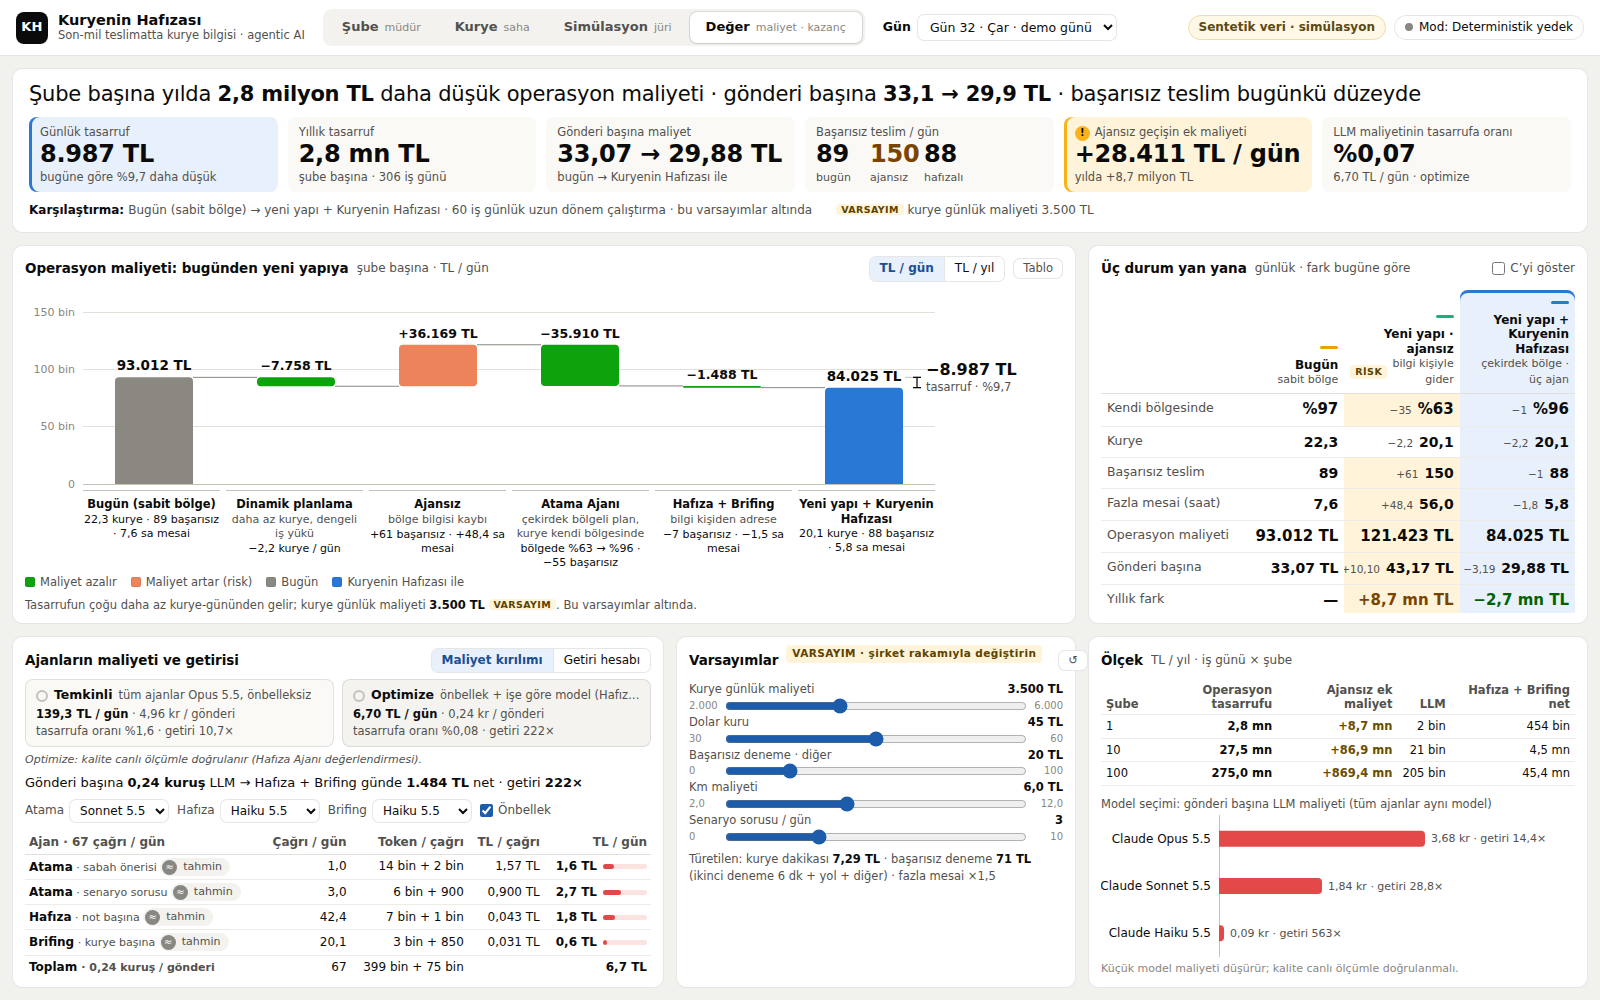 KH
Kuryenin Hafızası
Son-mil teslimatta kurye bilgisi · agentic AI
Şube müdür
Kurye saha
Simülasyon jüri
Değer maliyet · kazanç
Gün
Gün 32 · Çar · demo günü
Sentetik veri · simülasyon
Mod: Deterministik yedek
Şube başına yılda 2,8 milyon TL daha düşük operasyon maliyeti · gönderi başına 33,1 → 29,9 TL · başarısız teslim bugünkü düzeyde
Günlük tasarruf
8.987 TL
bugüne göre %9,7 daha düşük
Yıllık tasarruf
2,8 mn TL
şube başına · 306 iş günü
Gönderi başına maliyet
33,07 → 29,88 TL
bugün → Kuryenin Hafızası ile
Başarısız teslim / gün
89 150 88
bugün ajansız hafızalı
! Ajansız geçişin ek maliyeti
+28.411 TL / gün
yılda +8,7 milyon TL
LLM maliyetinin tasarrufa oranı
%0,07
6,70 TL / gün · optimize
Karşılaştırma: Bugün (sabit bölge) → yeni yapı + Kuryenin Hafızası · 60 iş günlük uzun dönem çalıştırma · bu varsayımlar altında VARSAYIM kurye günlük maliyeti 3.500 TL
Operasyon maliyeti: bugünden yeni yapıya şube başına · TL / gün
TL / gün
TL / yıl
Tablo
150 bin
100 bin
50 bin
0
93.012 TL
−7.758 TL
+36.169 TL
−35.910 TL
−1.488 TL
84.025 TL
−8.987 TL
tasarruf · %9,7
Bugün (sabit bölge)
22,3 kurye · 89 başarısız
· 7,6 sa mesai
Dinamik planlama
daha az kurye, dengeli
iş yükü
−2,2 kurye / gün
Ajansız
bölge bilgisi kaybı
+61 başarısız · +48,4 sa
mesai
Atama Ajanı
çekirdek bölgeli plan,
kurye kendi bölgesinde
bölgede %63 → %96 ·
−55 başarısız
Hafıza + Brifing
bilgi kişiden adrese
−7 başarısız · −1,5 sa
mesai
Yeni yapı + Kuryenin
Hafızası
20,1 kurye · 88 başarısız
· 5,8 sa mesai
Maliyet azalır
Maliyet artar (risk)
Bugün
Kuryenin Hafızası ile
Tasarrufun çoğu daha az kurye-gününden gelir; kurye günlük maliyeti 3.500 TL VARSAYIM . Bu varsayımlar altında.
Üç durum yan yana günlük · fark bugüne göre
C’yi göster
Bugün
sabit bölge
Yeni yapı ·
ajansız
RİSK bilgi kişiyle
gider
Yeni yapı +
Kuryenin
Hafızası
çekirdek bölge ·
üç ajan
Kendi bölgesinde %97 −35 %63 −1 %96
Kurye 22,3 −2,2 20,1 −2,2 20,1
Başarısız teslim 89 +61 150 −1 88
Fazla mesai (saat) 7,6 +48,4 56,0 −1,8 5,8
Operasyon maliyeti 93.012 TL 121.423 TL 84.025 TL
Gönderi başına 33,07 TL +10,10 43,17 TL −3,19 29,88 TL
Yıllık fark — +8,7 mn TL −2,7 mn TL
Ajanların maliyeti ve getirisi
Maliyet kırılımı
Getiri hesabı
Temkinli tüm ajanlar Opus 5.5, önbelleksiz
139,3 TL / gün · 4,96 kr / gönderi
tasarrufa oranı %1,6 · getiri 10,7×
Optimize önbellek + işe göre model (Hafız...
6,70 TL / gün · 0,24 kr / gönderi
tasarrufa oranı %0,08 · getiri 222×
Optimize: kalite canlı ölçümle doğrulanır (Hafıza Ajanı değerlendirmesi).
Gönderi başına 0,24 kuruş LLM → Hafıza + Brifing günde 1.484 TL net · getiri 222×
Atama Sonnet 5.5 Hafıza Haiku 5.5 Brifing Haiku 5.5 Önbellek
Ajan · 67 çağrı / gün Çağrı / gün Token / çağrı TL / çağrı TL / gün
Atama · sabah önerisi ≈ tahmin 1,0 14 bin + 2 bin 1,57 TL 1,6 TL
Atama · senaryo sorusu ≈ tahmin 3,0 6 bin + 900 0,900 TL 2,7 TL
Hafıza · not başına ≈ tahmin 42,4 7 bin + 1 bin 0,043 TL 1,8 TL
Brifing · kurye başına ≈ tahmin 20,1 3 bin + 850 0,031 TL 0,6 TL
Toplam · 0,24 kuruş / gönderi 67 399 bin + 75 bin 6,7 TL
Varsayımlar VARSAYIM · şirket rakamıyla değiştirin ↺
Kurye günlük maliyeti 3.500 TL
2.000 6.000
Dolar kuru 45 TL
30 60
Başarısız deneme · diğer 20 TL
0 100
Km maliyeti 6,0 TL
2,0 12,0
Senaryo sorusu / gün 3
0 10
Türetilen: kurye dakikası 7,29 TL · başarısız deneme 71 TL
(ikinci deneme 6 dk + yol + diğer) · fazla mesai ×1,5
Ölçek TL / yıl · iş günü × şube
Şube
Operasyon
tasarrufu
Ajansız ek
maliyet
LLM
Hafıza + Brifing
net
1 2,8 mn +8,7 mn 2 bin 454 bin
10 27,5 mn +86,9 mn 21 bin 4,5 mn
100 275,0 mn +869,4 mn 205 bin 45,4 mn
Model seçimi: gönderi başına LLM maliyeti (tüm ajanlar aynı model)
Claude Opus 5.5 3,68 kr · getiri 14,4×
Claude Sonnet 5.5 1,84 kr · getiri 28,8×
Claude Haiku 5.5 0,09 kr · getiri 563×
Küçük model maliyeti düşürür; kalite canlı ölçümle doğrulanmalı.